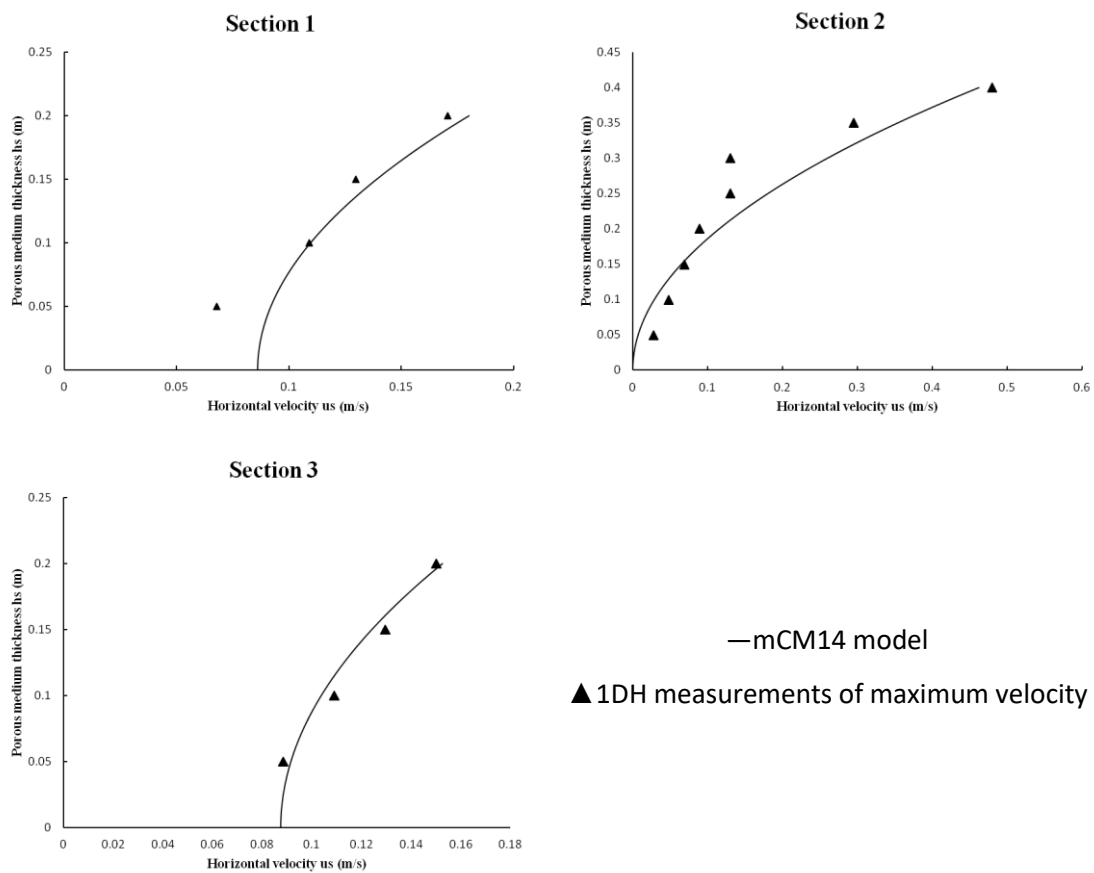 Section 1
0.25
0.2
0.15
0.1
0.05
0
Porous medium thickness hs (m)
0 0.05 0.1 0.15 0.2
Horizontal velocity us (m/s)
Section 2
0.45
0.4
0.35
0.3
0.25
0.2
0.15
0.1
0.05
0
Porous medium thickness hs (m)
0 0.1 0.2 0.3 0.4 0.5 0.6
Horizontal velocity us (m/s)
Section 3
0.25
0.2
0.15
0.1
0.05
0
Porous medium thickness hs (m)
0 0.02 0.04 0.06 0.08 0.1 0.12 0.14 0.16 0.18
Horizontal velocity us (m/s)
—mCM14 model
▲ 1DH measurements of maximum velocity